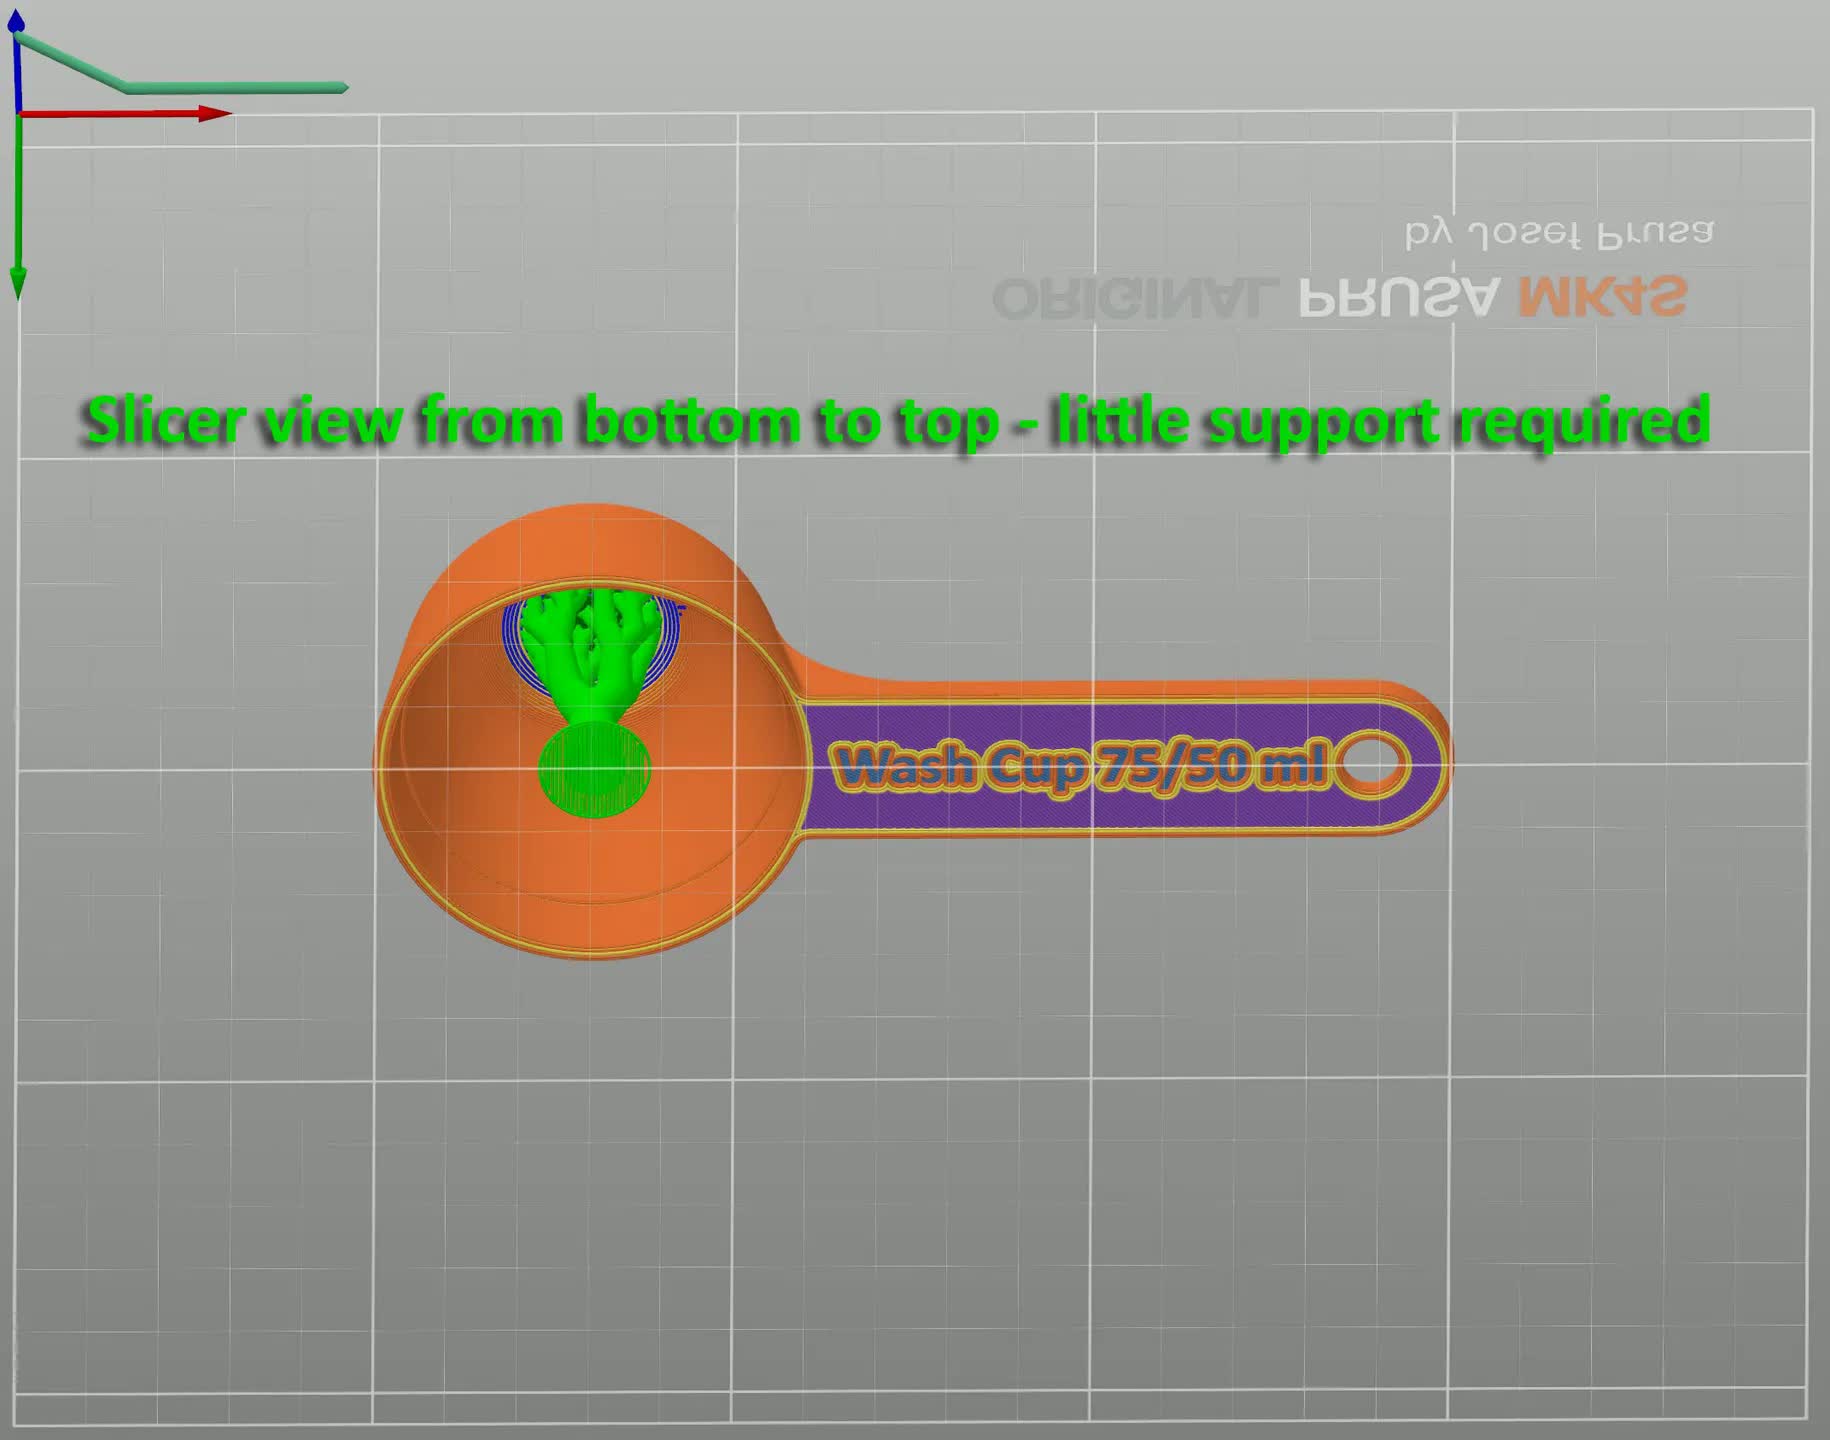 by Josef Prusa
ORIGINAL PRUSA MK4S
Slicer view from bottom to top - little support required
Wash Cup 75/50 ml